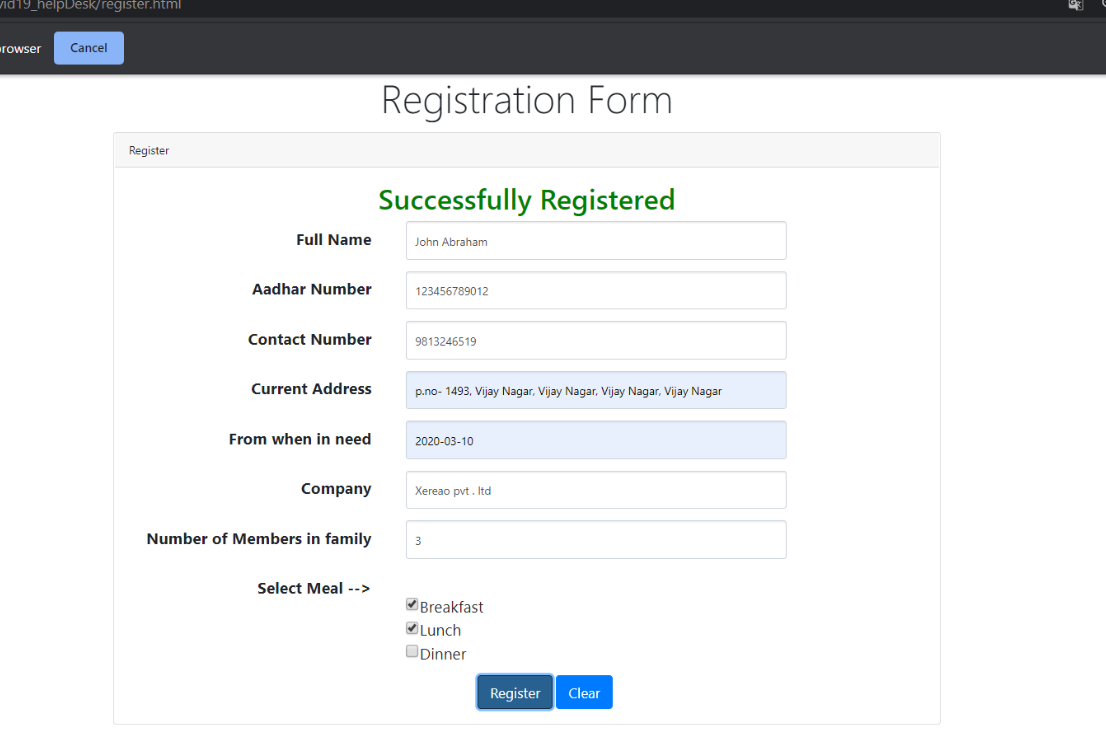 vid19_helpDesk/register.html
browser Cancel
Registration Form
Register
Successfully Registered
Full Name John Abraham
Aadhar Number 123456789012
Contact Number 9813246519
Current Address p.no- 1493, Vijay Nagar, Vijay Nagar, Vijay Nagar, Vijay Nagar
From when in need 2020-03-10
Company Xereao pvt . ltd
Number of Members in family 3
Select Meal -->
Breakfast
Lunch
Dinner
Register Clear